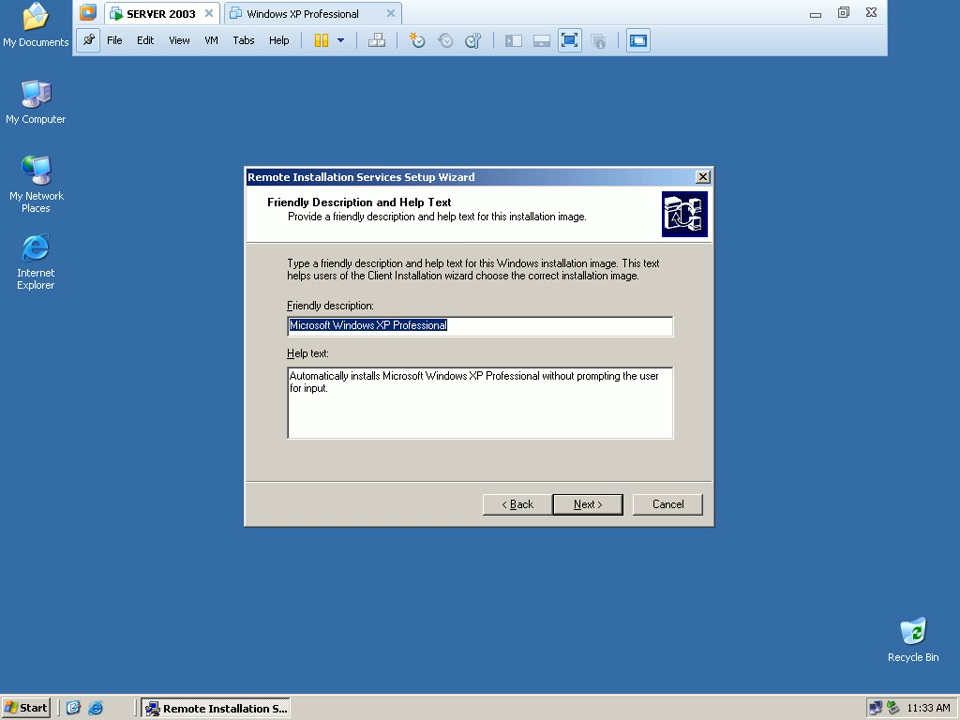 SERVER 2003
Windows XP Professional
File Edit View VM Tabs Help
My Documents
My Computer
My Network
Places
Internet
Explorer
Remote Installation Services Setup Wizard
Friendly Description and Help Text
Provide a friendly description and help text for this installation image.
Type a friendly description and help text for this Windows installation image. This text
helps users of the Client Installation wizard choose the correct installation image.
Friendly description:
Microsoft Windows XP Professional
Help text:
Automatically installs Microsoft Windows XP Professional without prompting the user
for input.
< Back Next > Cancel
Recycle Bin
Start
Remote Installation S...
11:33 AM